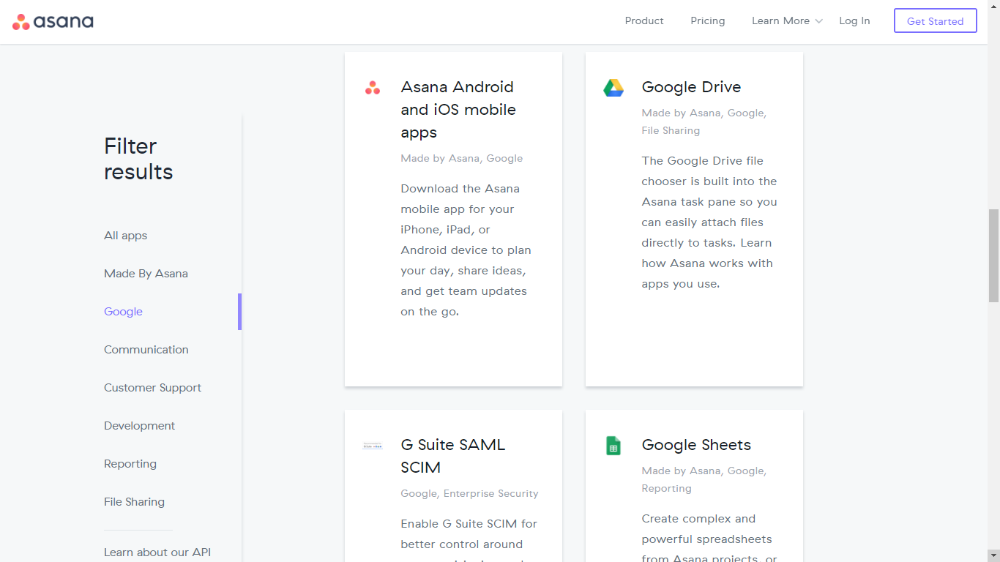 asana
Product
Pricing
Learn More
Log In
Get Started
Filter
results
All apps
Made By Asana
Google
Communication
Customer Support
Development
Reporting
File Sharing
Learn about our API
Asana Android
and iOS mobile
apps
Made by Asana, Google
Download the Asana
mobile app for your
iPhone, iPad, or
Android device to plan
your day, share ideas,
and get team updates
on the go.
Google Drive
Made by Asana, Google,
File Sharing
The Google Drive file
chooser is built into the
Asana task pane so you
can easily attach files
directly to tasks. Learn
how Asana works with
apps you use.
G Suite SAML
SCIM
Google, Enterprise Security
Enable G Suite SCIM for
better control around
Google Sheets
Made by Asana, Google,
Reporting
Create complex and
powerful spreadsheets
from Asana projects, or